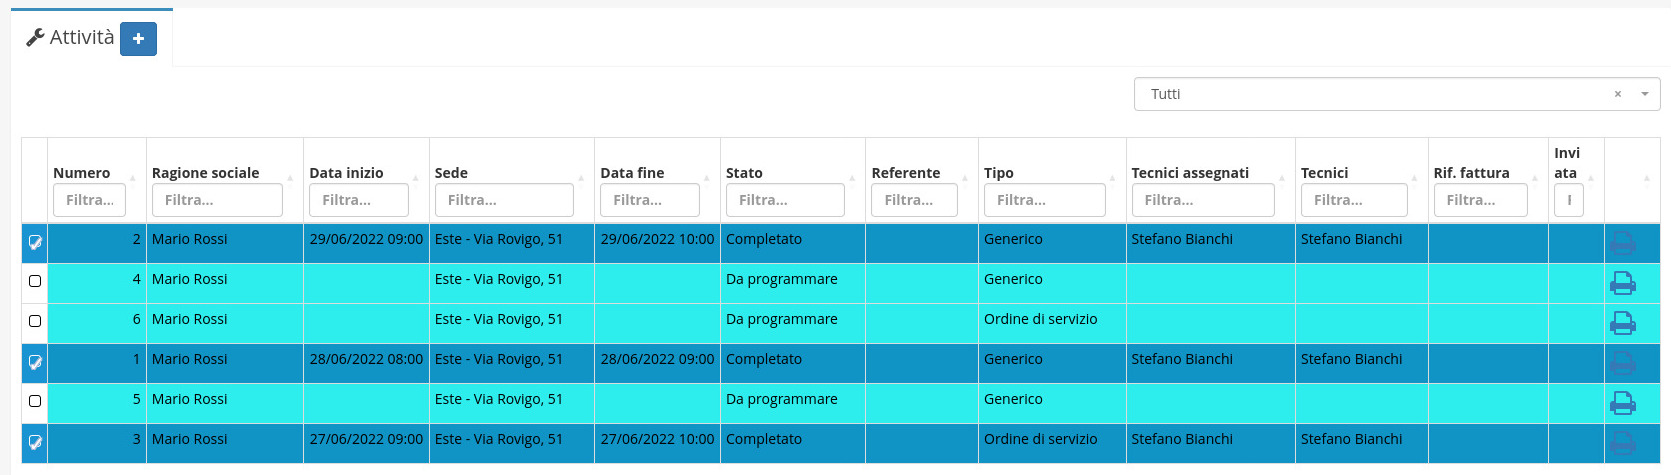 Attività +
Tutti × 
Numero Ragione sociale Data inizio Sede Data fine Stato Referente Tipo Tecnici assegnati Tecnici Rif. fattura Invi ata
Filtra... Filtra... Filtra... Filtra... Filtra... Filtra... Filtra... Filtra... Filtra... Filtra... Filtra...
2 Mario Rossi 29/06/2022 09:00 Este - Via Rovigo, 51 29/06/2022 10:00 Completato Generico Stefano Bianchi Stefano Bianchi
4 Mario Rossi Este - Via Rovigo, 51 Da programmare Generico
6 Mario Rossi Este - Via Rovigo, 51 Da programmare Ordine di servizio
1 Mario Rossi 28/06/2022 08:00 Este - Via Rovigo, 51 28/06/2022 09:00 Completato Generico Stefano Bianchi Stefano Bianchi
5 Mario Rossi Este - Via Rovigo, 51 Da programmare Generico
3 Mario Rossi 27/06/2022 09:00 Este - Via Rovigo, 51 27/06/2022 10:00 Completato Ordine di servizio Stefano Bianchi Stefano Bianchi